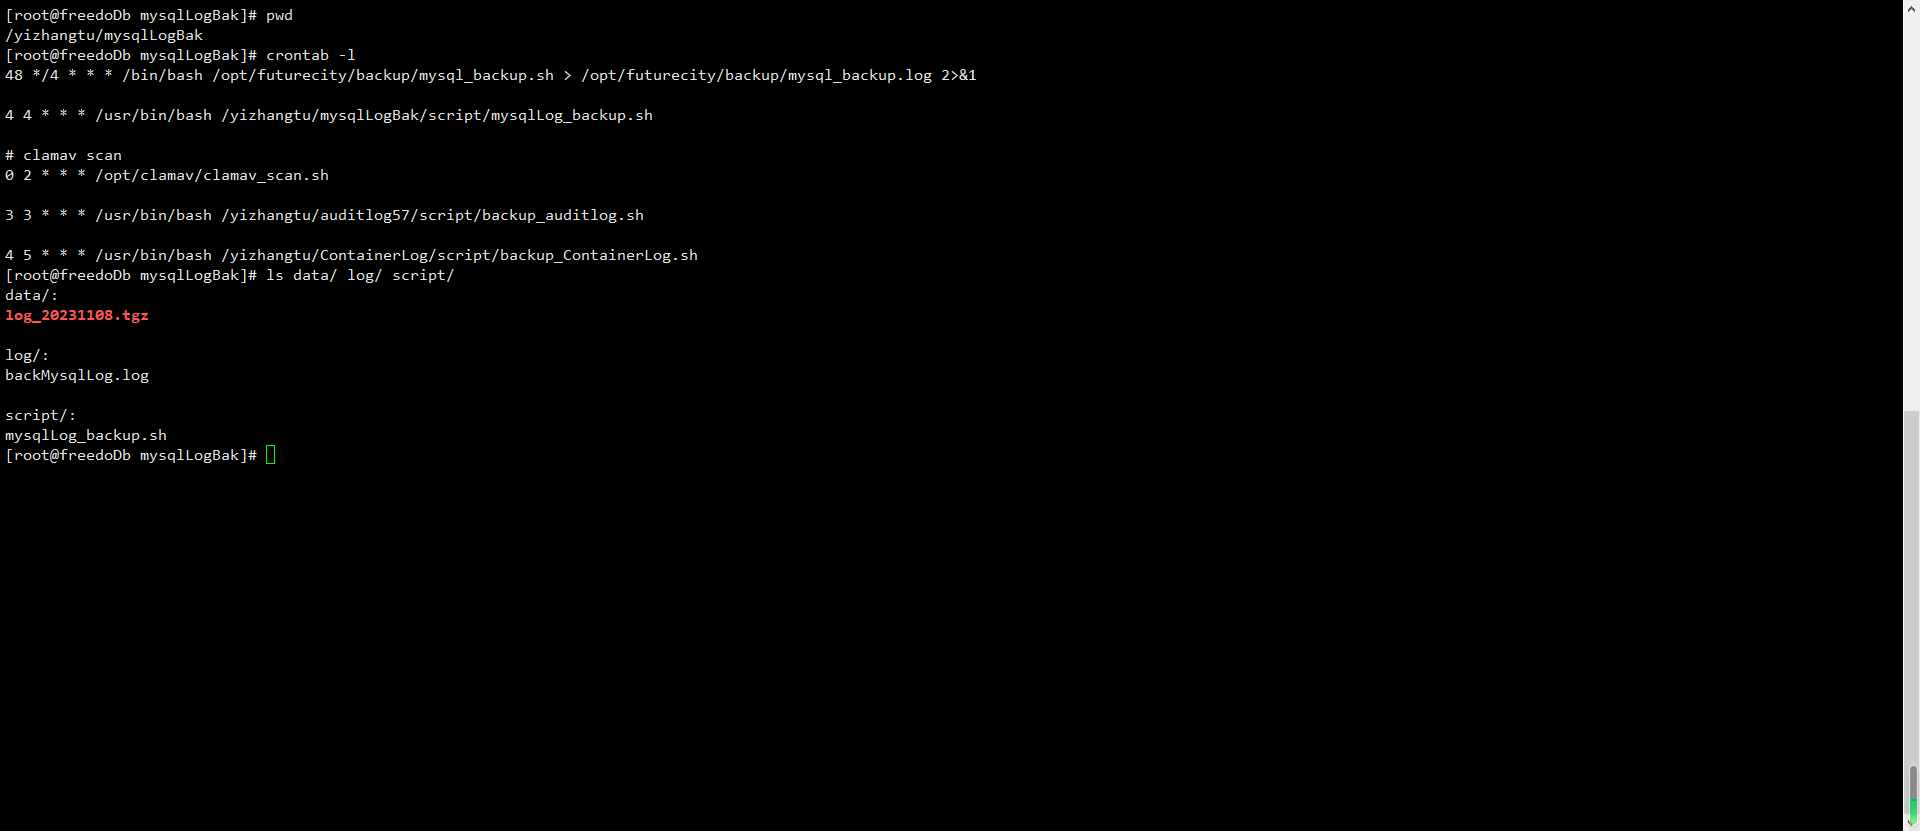 [root@freedoDb mysqlLogBak]# pwd
/yizhangtu/mysqlLogBak
[root@freedoDb mysqlLogBak]# crontab -l
48 */4 * * * /bin/bash /opt/futurecity/backup/mysql_backup.sh > /opt/futurecity/backup/mysql_backup.log 2>&1
4 4 * * * /usr/bin/bash /yizhangtu/mysqlLogBak/script/mysqlLog_backup.sh
# clamav scan
0 2 * * * /opt/clamav/clamav_scan.sh
3 3 * * * /usr/bin/bash /yizhangtu/auditlog57/script/backup_auditlog.sh
4 5 * * * /usr/bin/bash /yizhangtu/ContainerLog/script/backup_ContainerLog.sh
[root@freedoDb mysqlLogBak]# ls data/ log/ script/
data/:
log_20231108.tgz
log/:
backMysqlLog.log
script/:
mysqlLog_backup.sh
[root@freedoDb mysqlLogBak]#